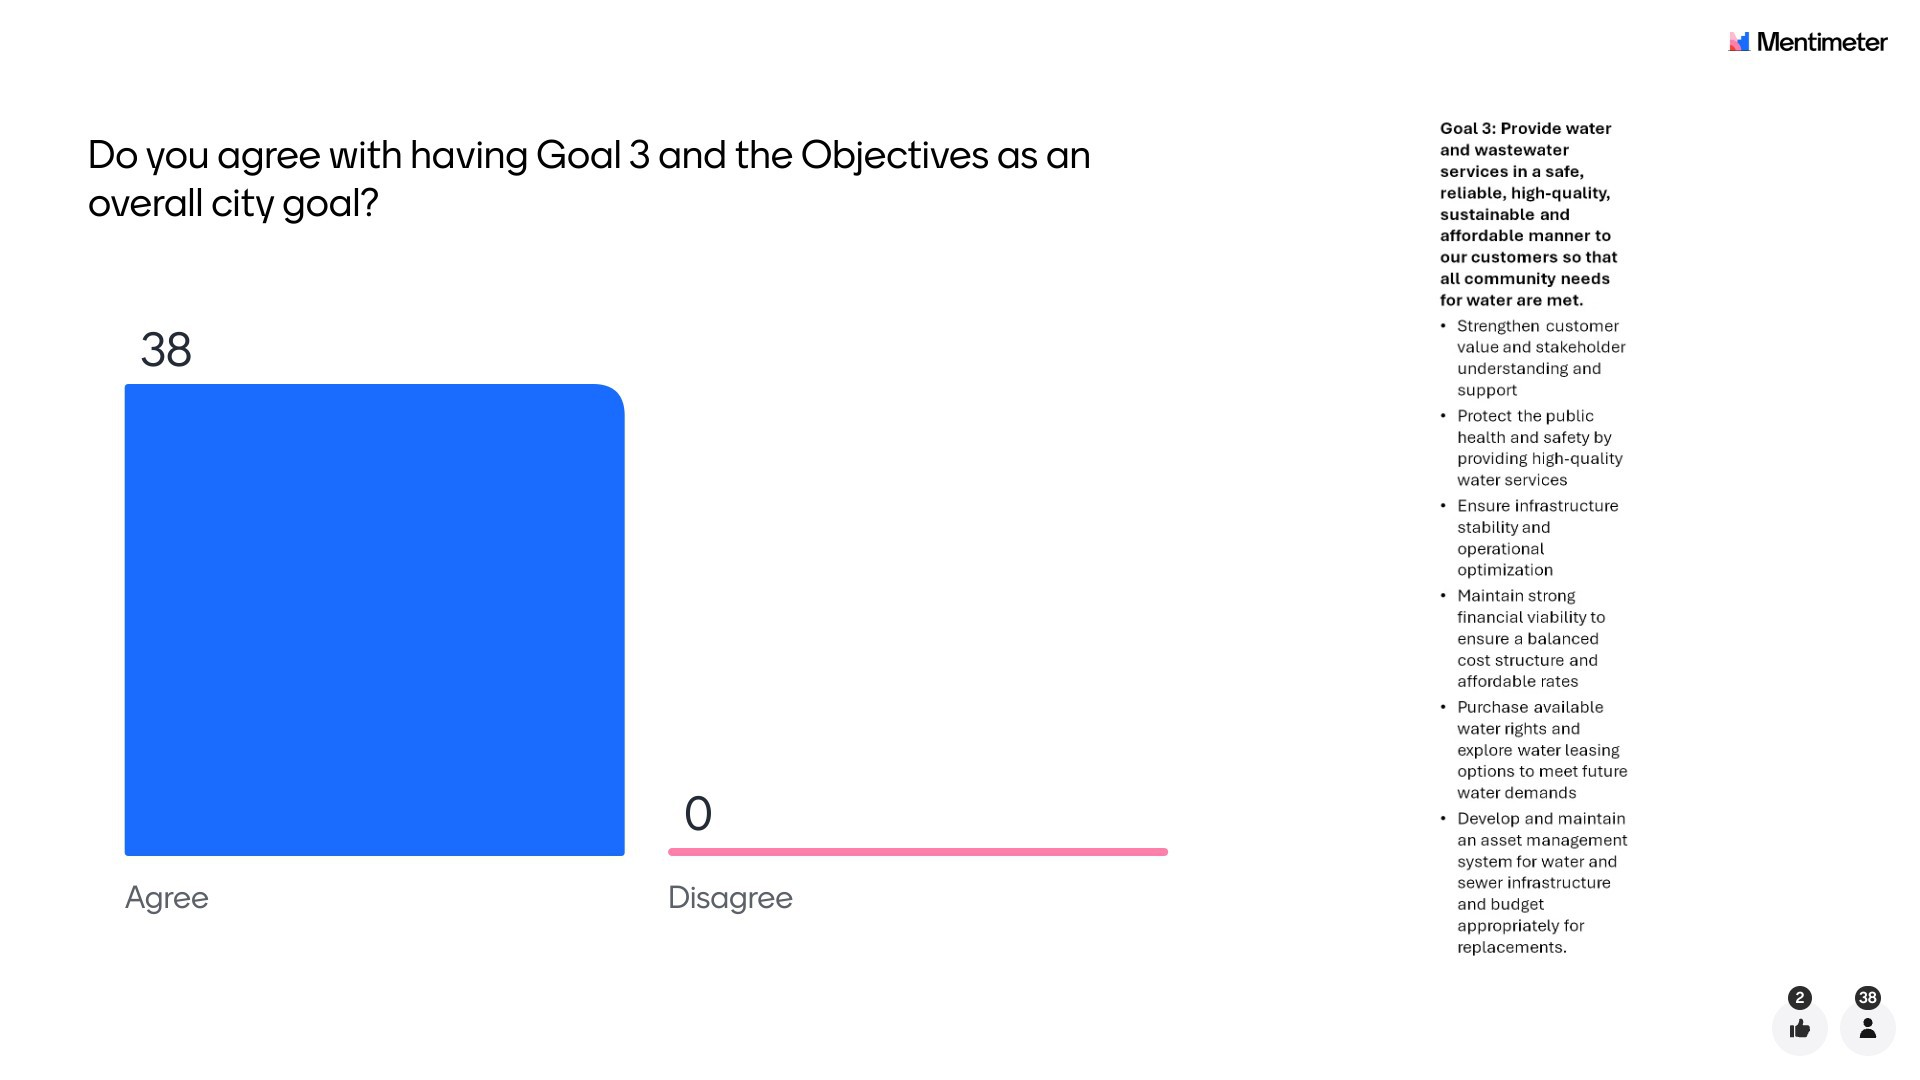 Mentimeter
Do you agree with having Goal 3 and the Objectives as an
overall city goal?
38
0
Agree
Disagree
Goal 3: Provide water
and wastewater
services in a safe,
reliable, high-quality,
sustainable and
affordable manner to
our customers so that
all community needs
for water are met.
• Strengthen customer
value and stakeholder
understanding and
support
• Protect the public
health and safety by
providing high-quality
water services
• Ensure infrastructure
stability and
operational
optimization
• Maintain strong
financial viability to
ensure a balanced
cost structure and
affordable rates
• Purchase available
water rights and
explore water leasing
options to meet future
water demands
• Develop and maintain
an asset management
system for water and
sewer infrastructure
and budget
appropriately for
replacements.
2
38